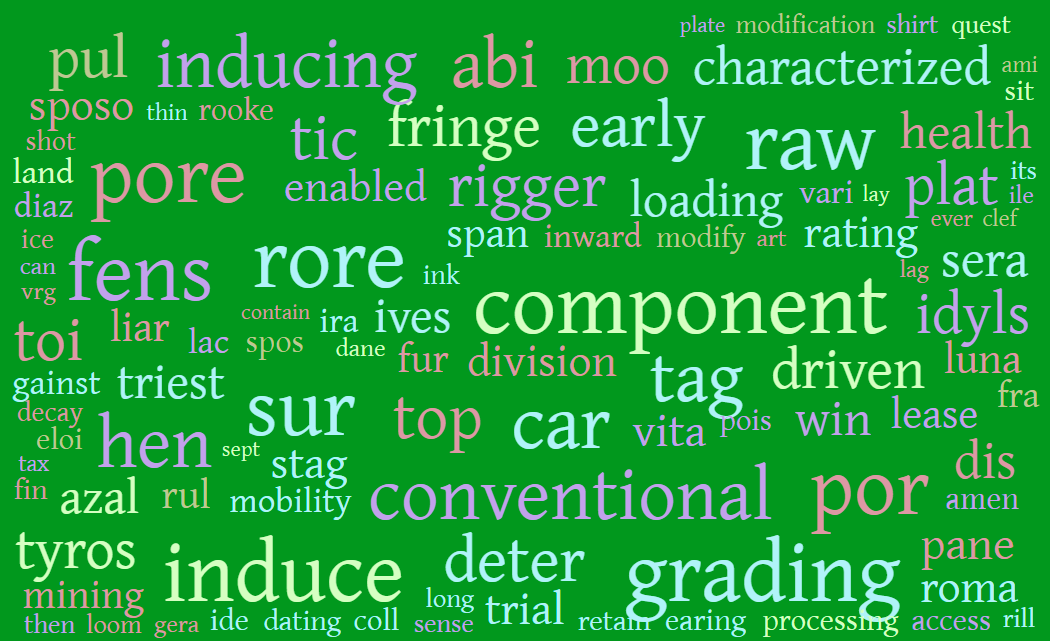 plate modification shirt quest
pul inducing abi moo characterized ami
sit
sposo thin rooke fringe early raw health
shot tic
land pore enabled rigger loading vari lay plat its
diaz ile
ever clef
ice span inward modify art rating
can fens rore ink lag sera
vrg
contain ira ives component idyls
toi liar lac spos dane
fur division tag driven luna
gainst triest fra
decay sur top car vita pois win lease
eloi hen sept stag
tax dis
fin azal rul mobility conventional por amen
tyros induce deter grading pane
mining long trial roma
then loom gera ide dating coll sense retain earing processing access rill